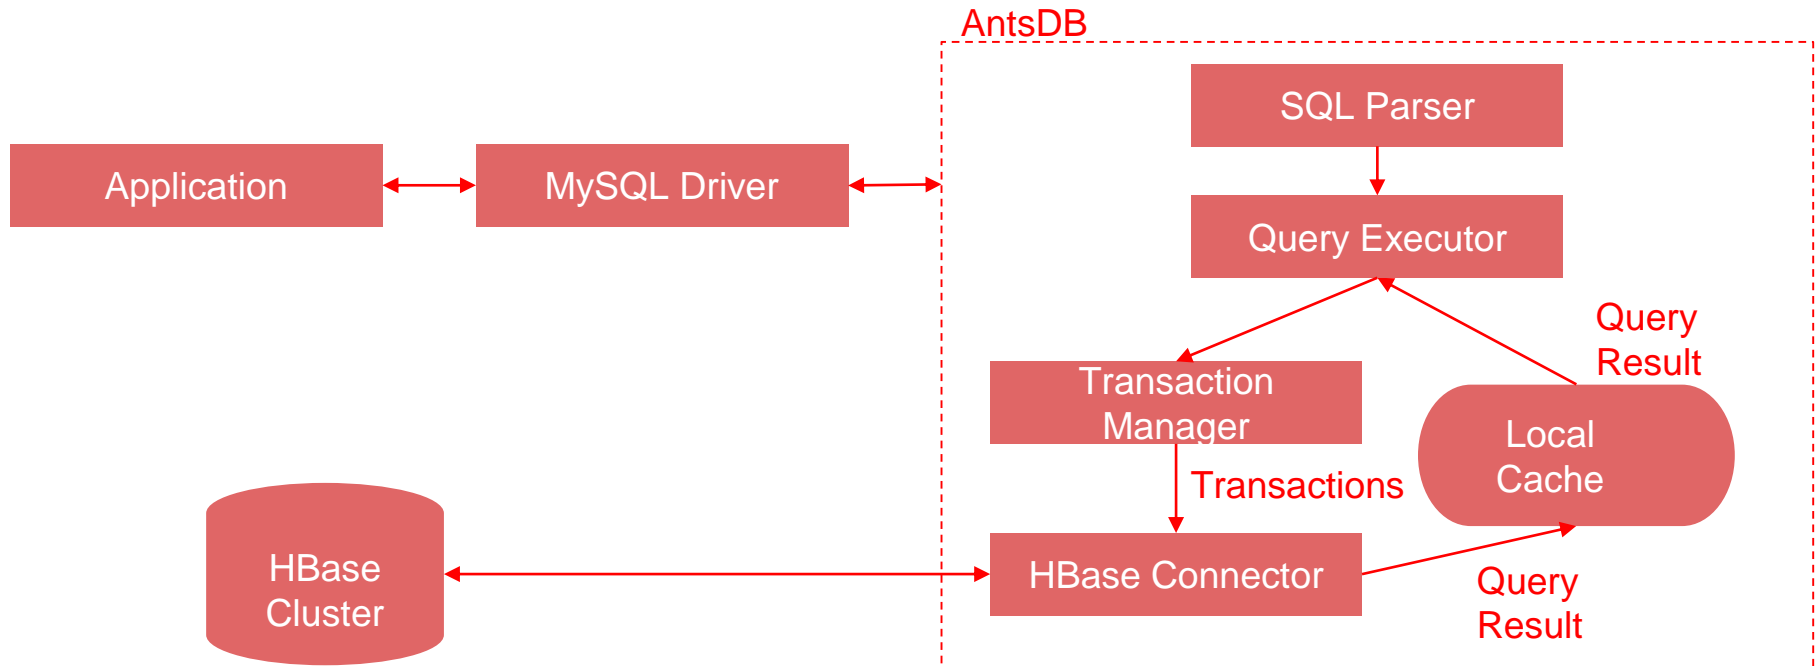 AntsDB
SQL Parser
Application
MySQL Driver
Query Executor
Query
Result
Transaction
Manager
Local
Cache
Transactions
HBase
Cluster
HBase Connector
Query
Result